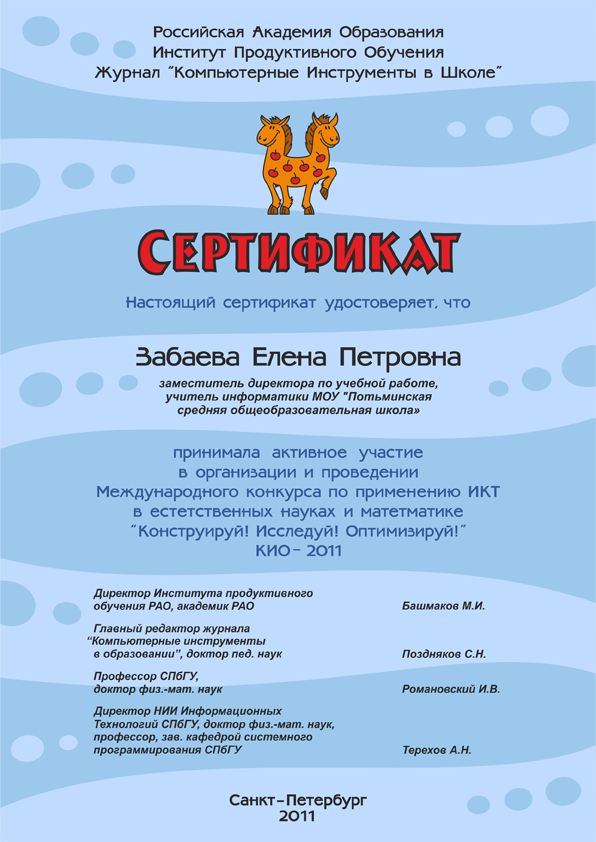 Российская Академия Образования
Институт Продуктивного Обучения
Журнал "Компьютерные Инструменты в Школе"
Сертификат
Настоящий сертификат удостоверяет, что
Забаева Елена Петровна
заместитель директора по учебной работе,
учитель информатики МОУ "Потьминская
средняя общеобразовательная школа»
принимала активное участие
в организации и проведении
Международного конкурса по применению ИКТ
в естетственных науках и матетматике
"Конструируй! Исследуй! Оптимизируй!"
КИО - 2011
Директор Института продуктивного
обучения РАО, академик РАО Башмаков М.И.
Главный редактор журнала
"Компьютерные инструменты
в образовании", доктор пед. наук Поздняков С.Н.
Профессор СПбГУ,
доктор физ.-мат. наук Романовский И.В.
Директор НИИ Информационных
Технологий СПбГУ, доктор физ.-мат. наук,
профессор, зав. кафедрой системного
программирования СПбГУ Терехов А.Н.
Санкт-Петербург
2011